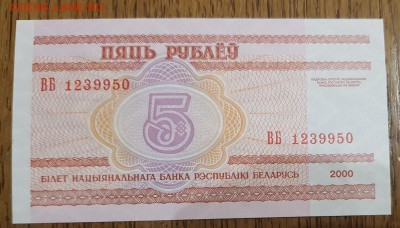 ПЯЦЬ РУБЛЁЎ
ВБ 1239950
5
ВБ 1239950
БІЛЕТ НАЦЫЯНАЛЬНАГА БАНКА РЭСПУБЛІКІ БЕЛАРУСЬ 2000